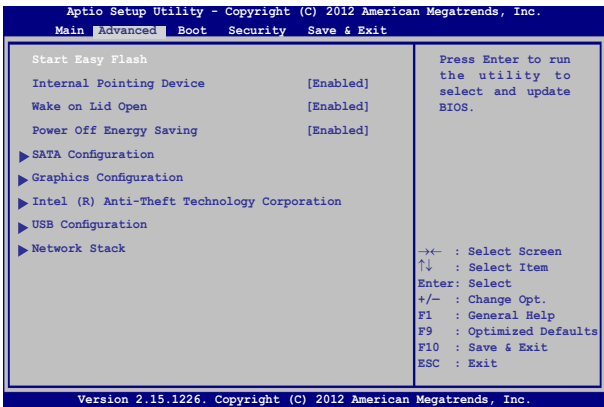 Aptio Setup Utility - Copyright (C) 2012 American Megatrends, Inc.
Main Advanced Boot Security Save & Exit
Start Easy Flash
Internal Pointing Device [Enabled]
Wake on Lid Open [Enabled]
Power Off Energy Saving [Enabled]
SATA Configuration
Graphics Configuration
Intel (R) Anti-Theft Technology Corporation
USB Configuration
Network Stack
Press Enter to run
the utility to
select and update
BIOS.
→← : Select Screen
↑↓ : Select Item
Enter: Select
+/— : Change Opt.
F1 : General Help
F9 : Optimized Defaults
F10 : Save & Exit
ESC : Exit
Version 2.15.1226. Copyright (C) 2012 American Megatrends, Inc.